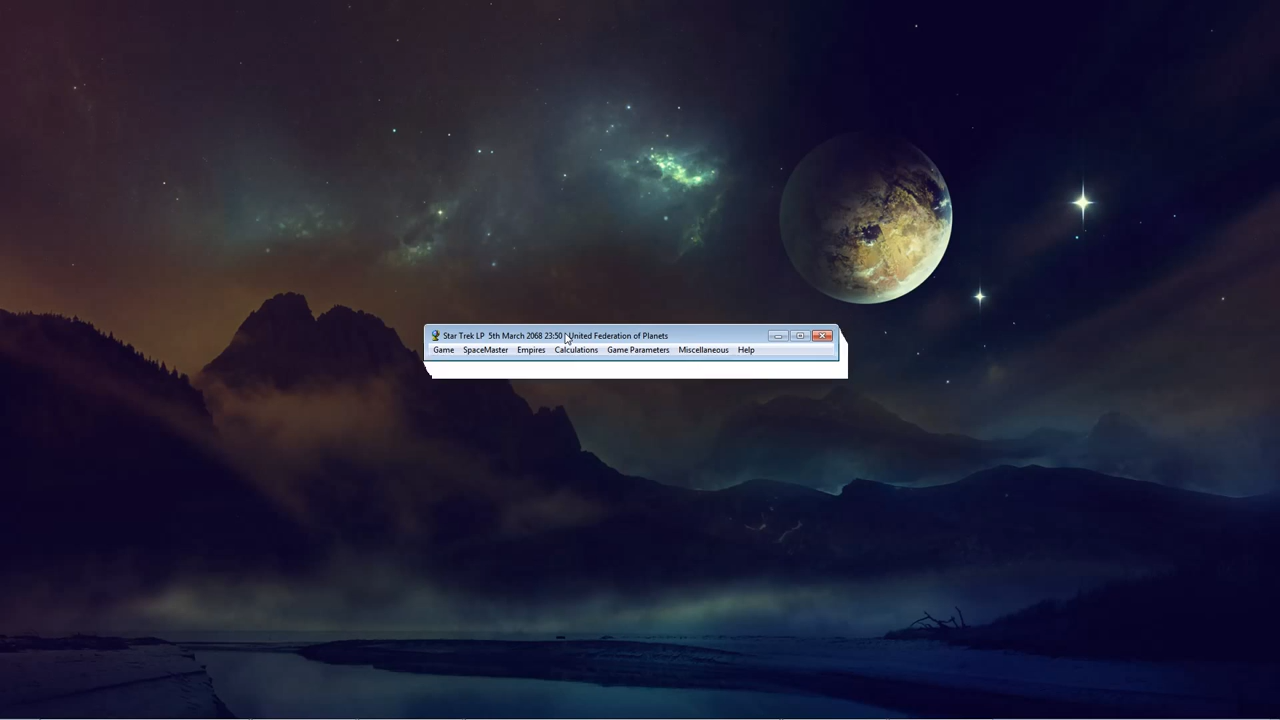 Star Trek LP 5th March 2068 23:50 United Federation of Planets
Game SpaceMaster Empires Calculations Game Parameters Miscellaneous Help